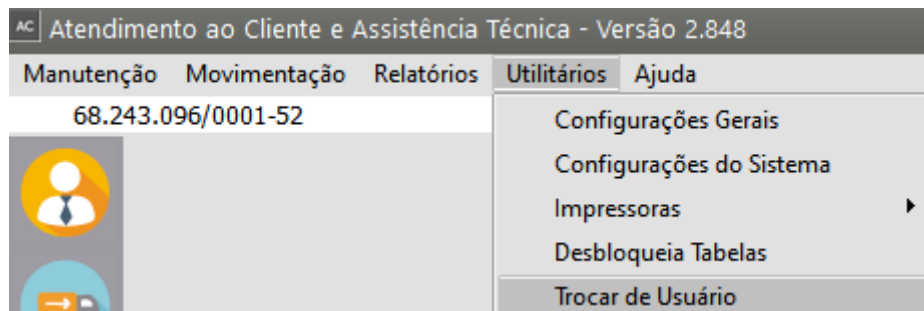 AC Atendimento ao Cliente e Assistência Técnica - Versão 2.848
Manutenção Movimentação Relatórios Utilitários Ajuda
68.243.096/0001-52
Configurações Gerais
Configurações do Sistema
Impressoras
Desbloqueia Tabelas
Trocar de Usuário